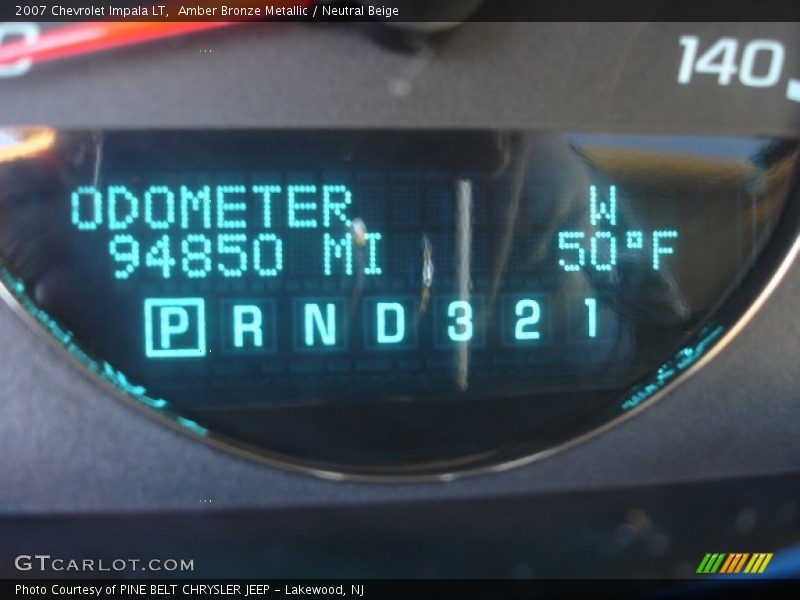 2007 Chevrolet Impala LT, Amber Bronze Metallic / Neutral Beige
140
ODOMETER W
94850 MI 50°F
P R N D 3 2 1
GTCARLOT.COM
Photo Courtesy of PINE BELT CHRYSLER JEEP - Lakewood, NJ